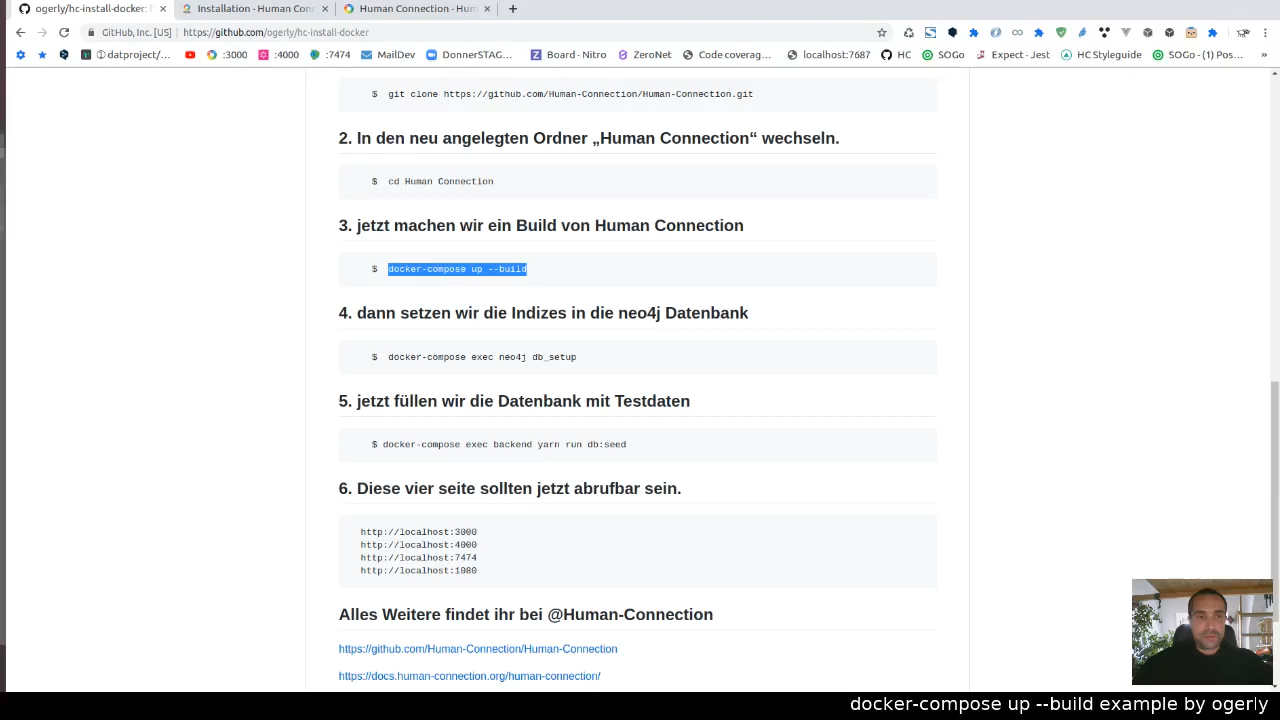 ogerly/hc-install-docker: h
Installation - Human Conn
Human Connection - Hum
GitHub, Inc. [US]
https://github.com/ogerly/hc-install-docker
datproject/...
:3000
:4000
:7474
MailDev
DonnerSTAG...
Board · Nitro
ZeroNet
Code coverag...
localhost:7687
HC
SOGo
Expect · Jest
HC Styleguide
SOGo - (1) Pos...
»
$ git clone https://github.com/Human-Connection/Human-Connection.git
2. In den neu angelegten Ordner „Human Connection“ wechseln.
$ cd Human Connection
3. jetzt machen wir ein Build von Human Connection
$ docker-compose up --build
4. dann setzen wir die Indizes in die neo4j Datenbank
$ docker-compose exec neo4j db_setup
5. jetzt füllen wir die Datenbank mit Testdaten
$ docker-compose exec backend yarn run db:seed
6. Diese vier seite sollten jetzt abrufbar sein.
http://localhost:3000
http://localhost:4000
http://localhost:7474
http://localhost:1080
Alles Weitere findet ihr bei @Human-Connection
https://github.com/Human-Connection/Human-Connection
https://docs.human-connection.org/human-connection/
docker-compose up --build example by ogerly